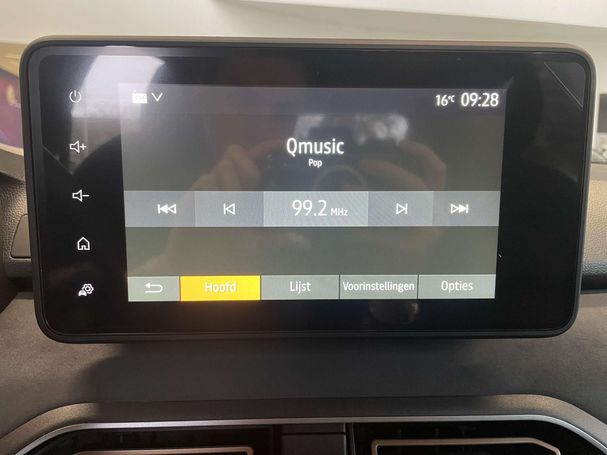 16°C 09:28
Qmusic
Pop
99.2 MHz
Hoofd Lijst Voorinstellingen Opties